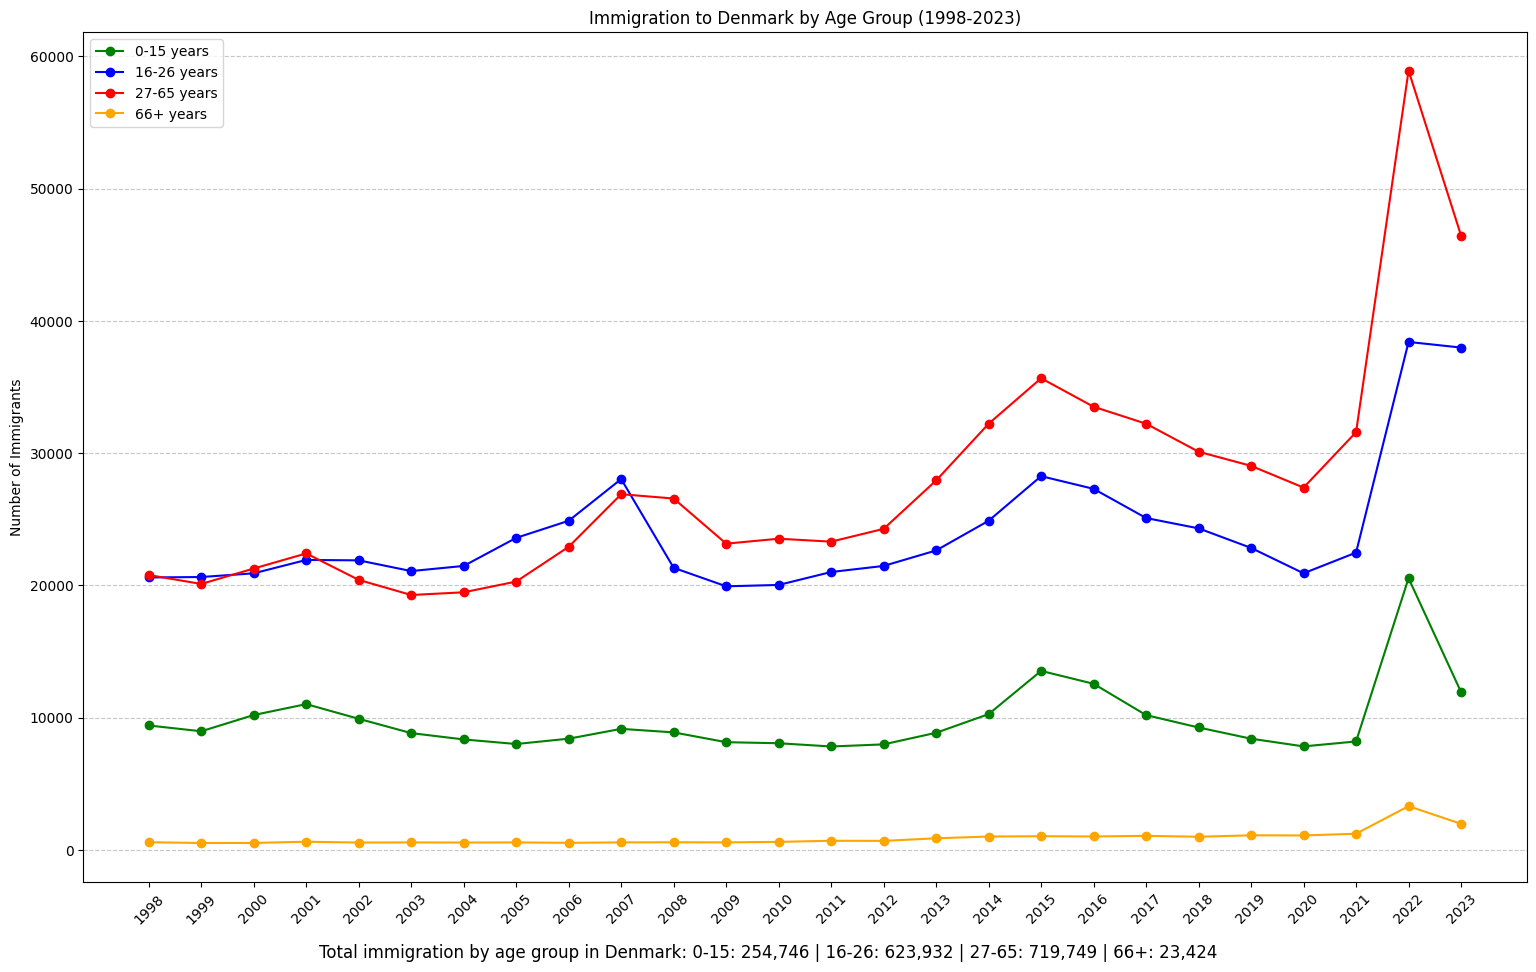 Immigration to Denmark by Age Group (1998-2023)
0-15 years
16-26 years
27-65 years
66+ years
Number of Immigrants
60000
50000
40000
30000
20000
10000
0
1998 1999 2000 2001 2002 2003 2004 2005 2006 2007 2008 2009 2010 2011 2012 2013 2014 2015 2016 2017 2018 2019 2020 2021 2022 2023
Total immigration by age group in Denmark: 0-15: 254,746 | 16-26: 623,932 | 27-65: 719,749 | 66+: 23,424